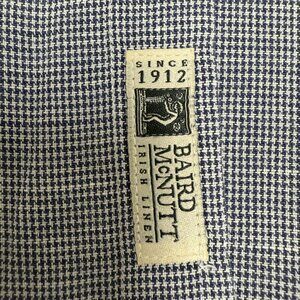 SINCE
1912
BAIRD
McNUTT
IRISH LINEN